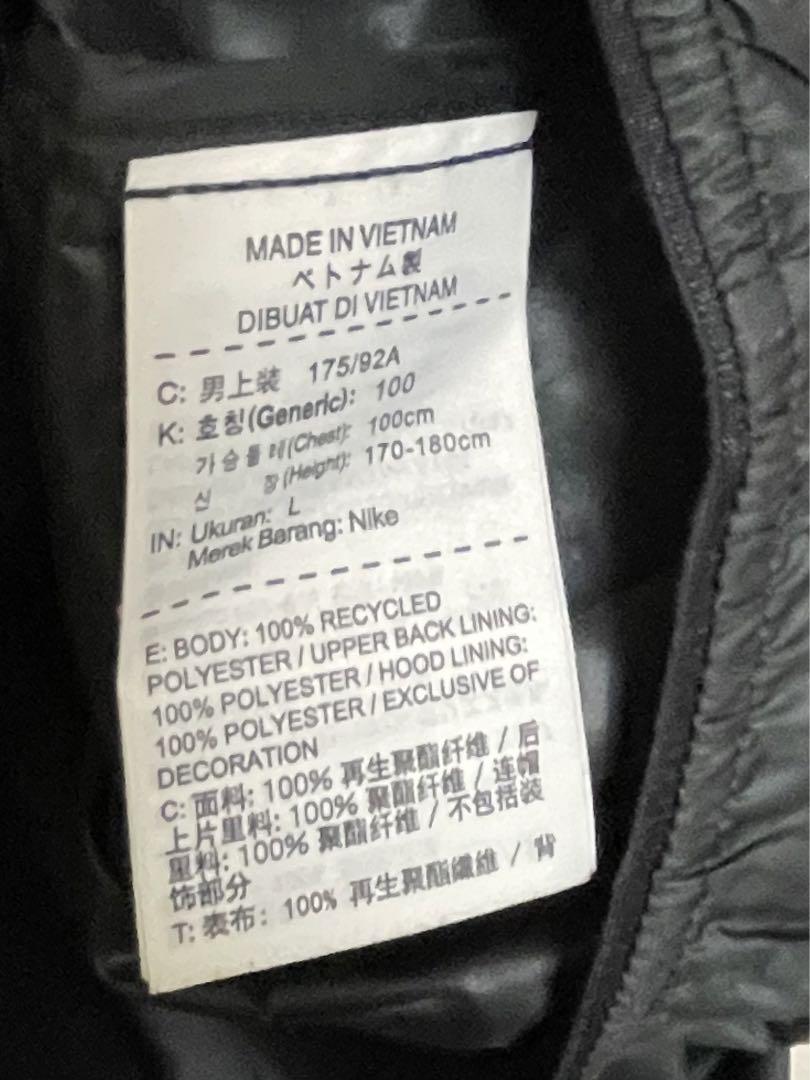 MADE IN VIETNAM
ベトナム製
DIBUAT DI VIETNAM
C: 男上装 175/92A
K: 호칭(Generic): 100
가슴둘레(Chest): 100cm
신 장(Height): 170-180cm
IN: Ukuran: L
Merek Barang: Nike
E: BODY: 100% RECYCLED
POLYESTER / UPPER BACK LINING:
100% POLYESTER / HOOD LINING:
100% POLYESTER / EXCLUSIVE OF
DECORATION
C: 面料: 100% 再生聚酯纤维 / 后
上片里料: 100% 聚酯纤维 / 连帽
里料: 100% 聚酯纤维 / 不包括装
饰部分
T: 表布: 100% 再生聚酯纖維 / 背